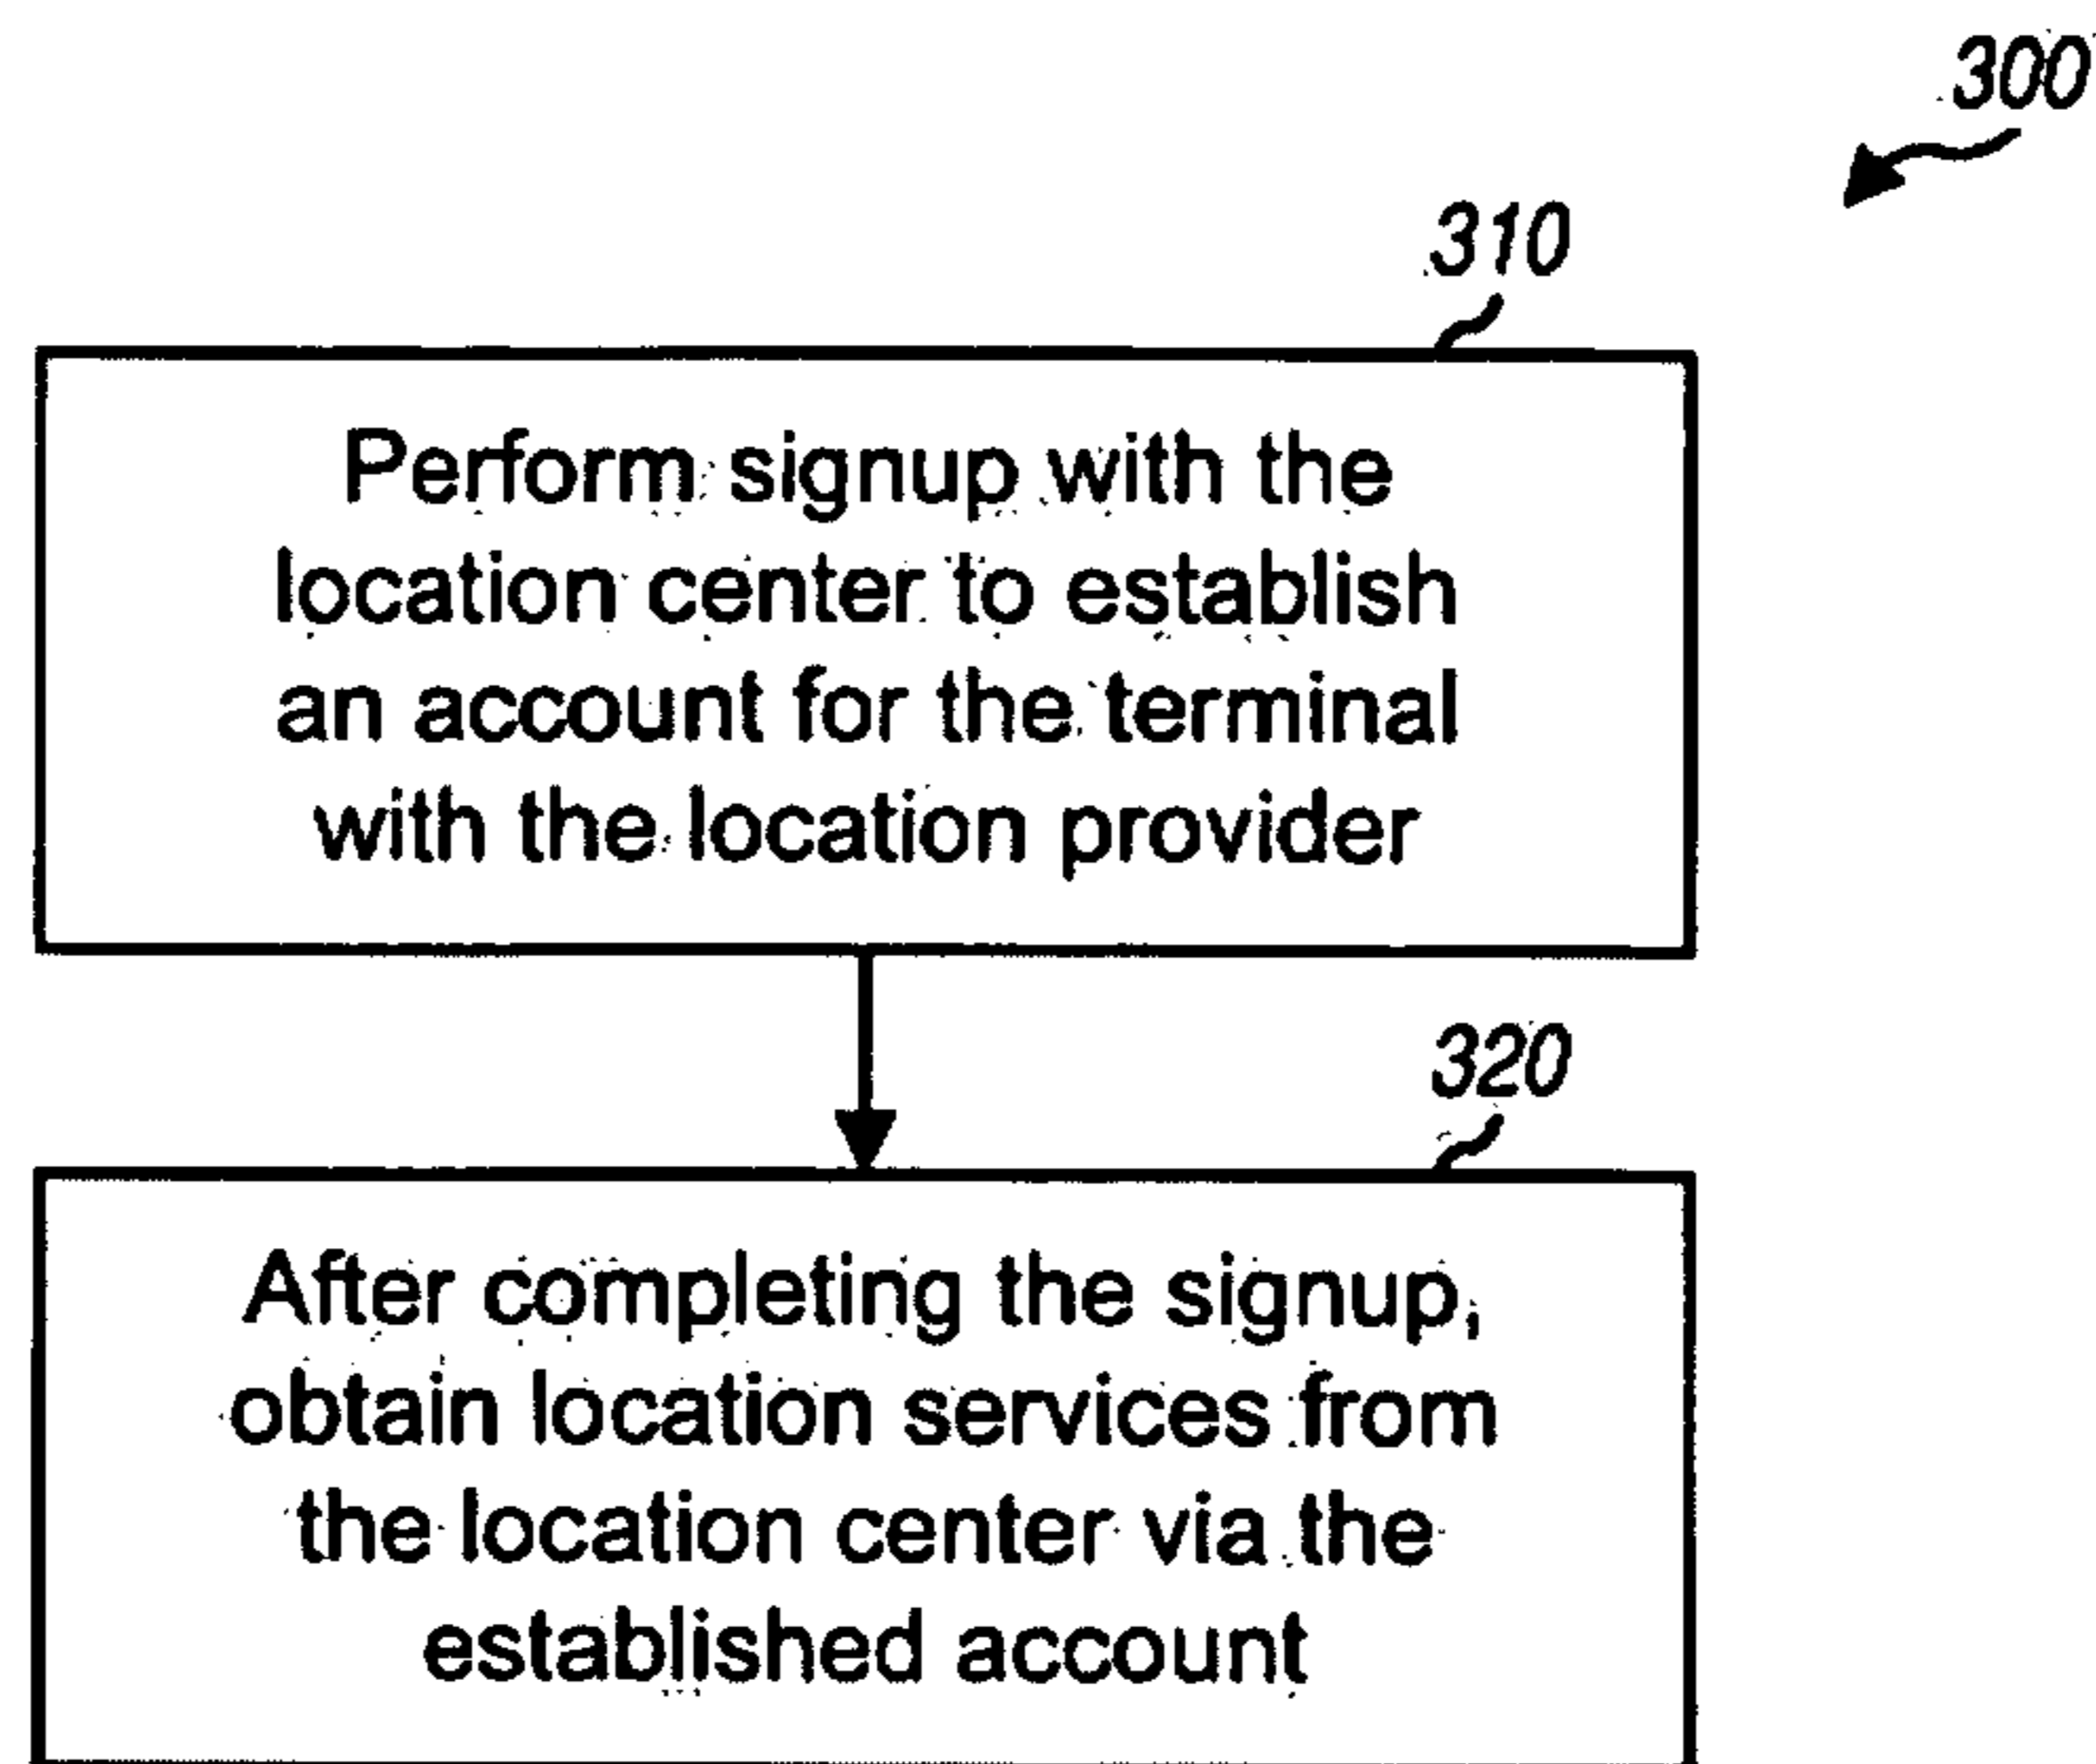 300
310
Perform signup with the
location center to establish
an account for the terminal
with the location provider
320
After completing the signup,
obtain location services from
the location center via the
established account